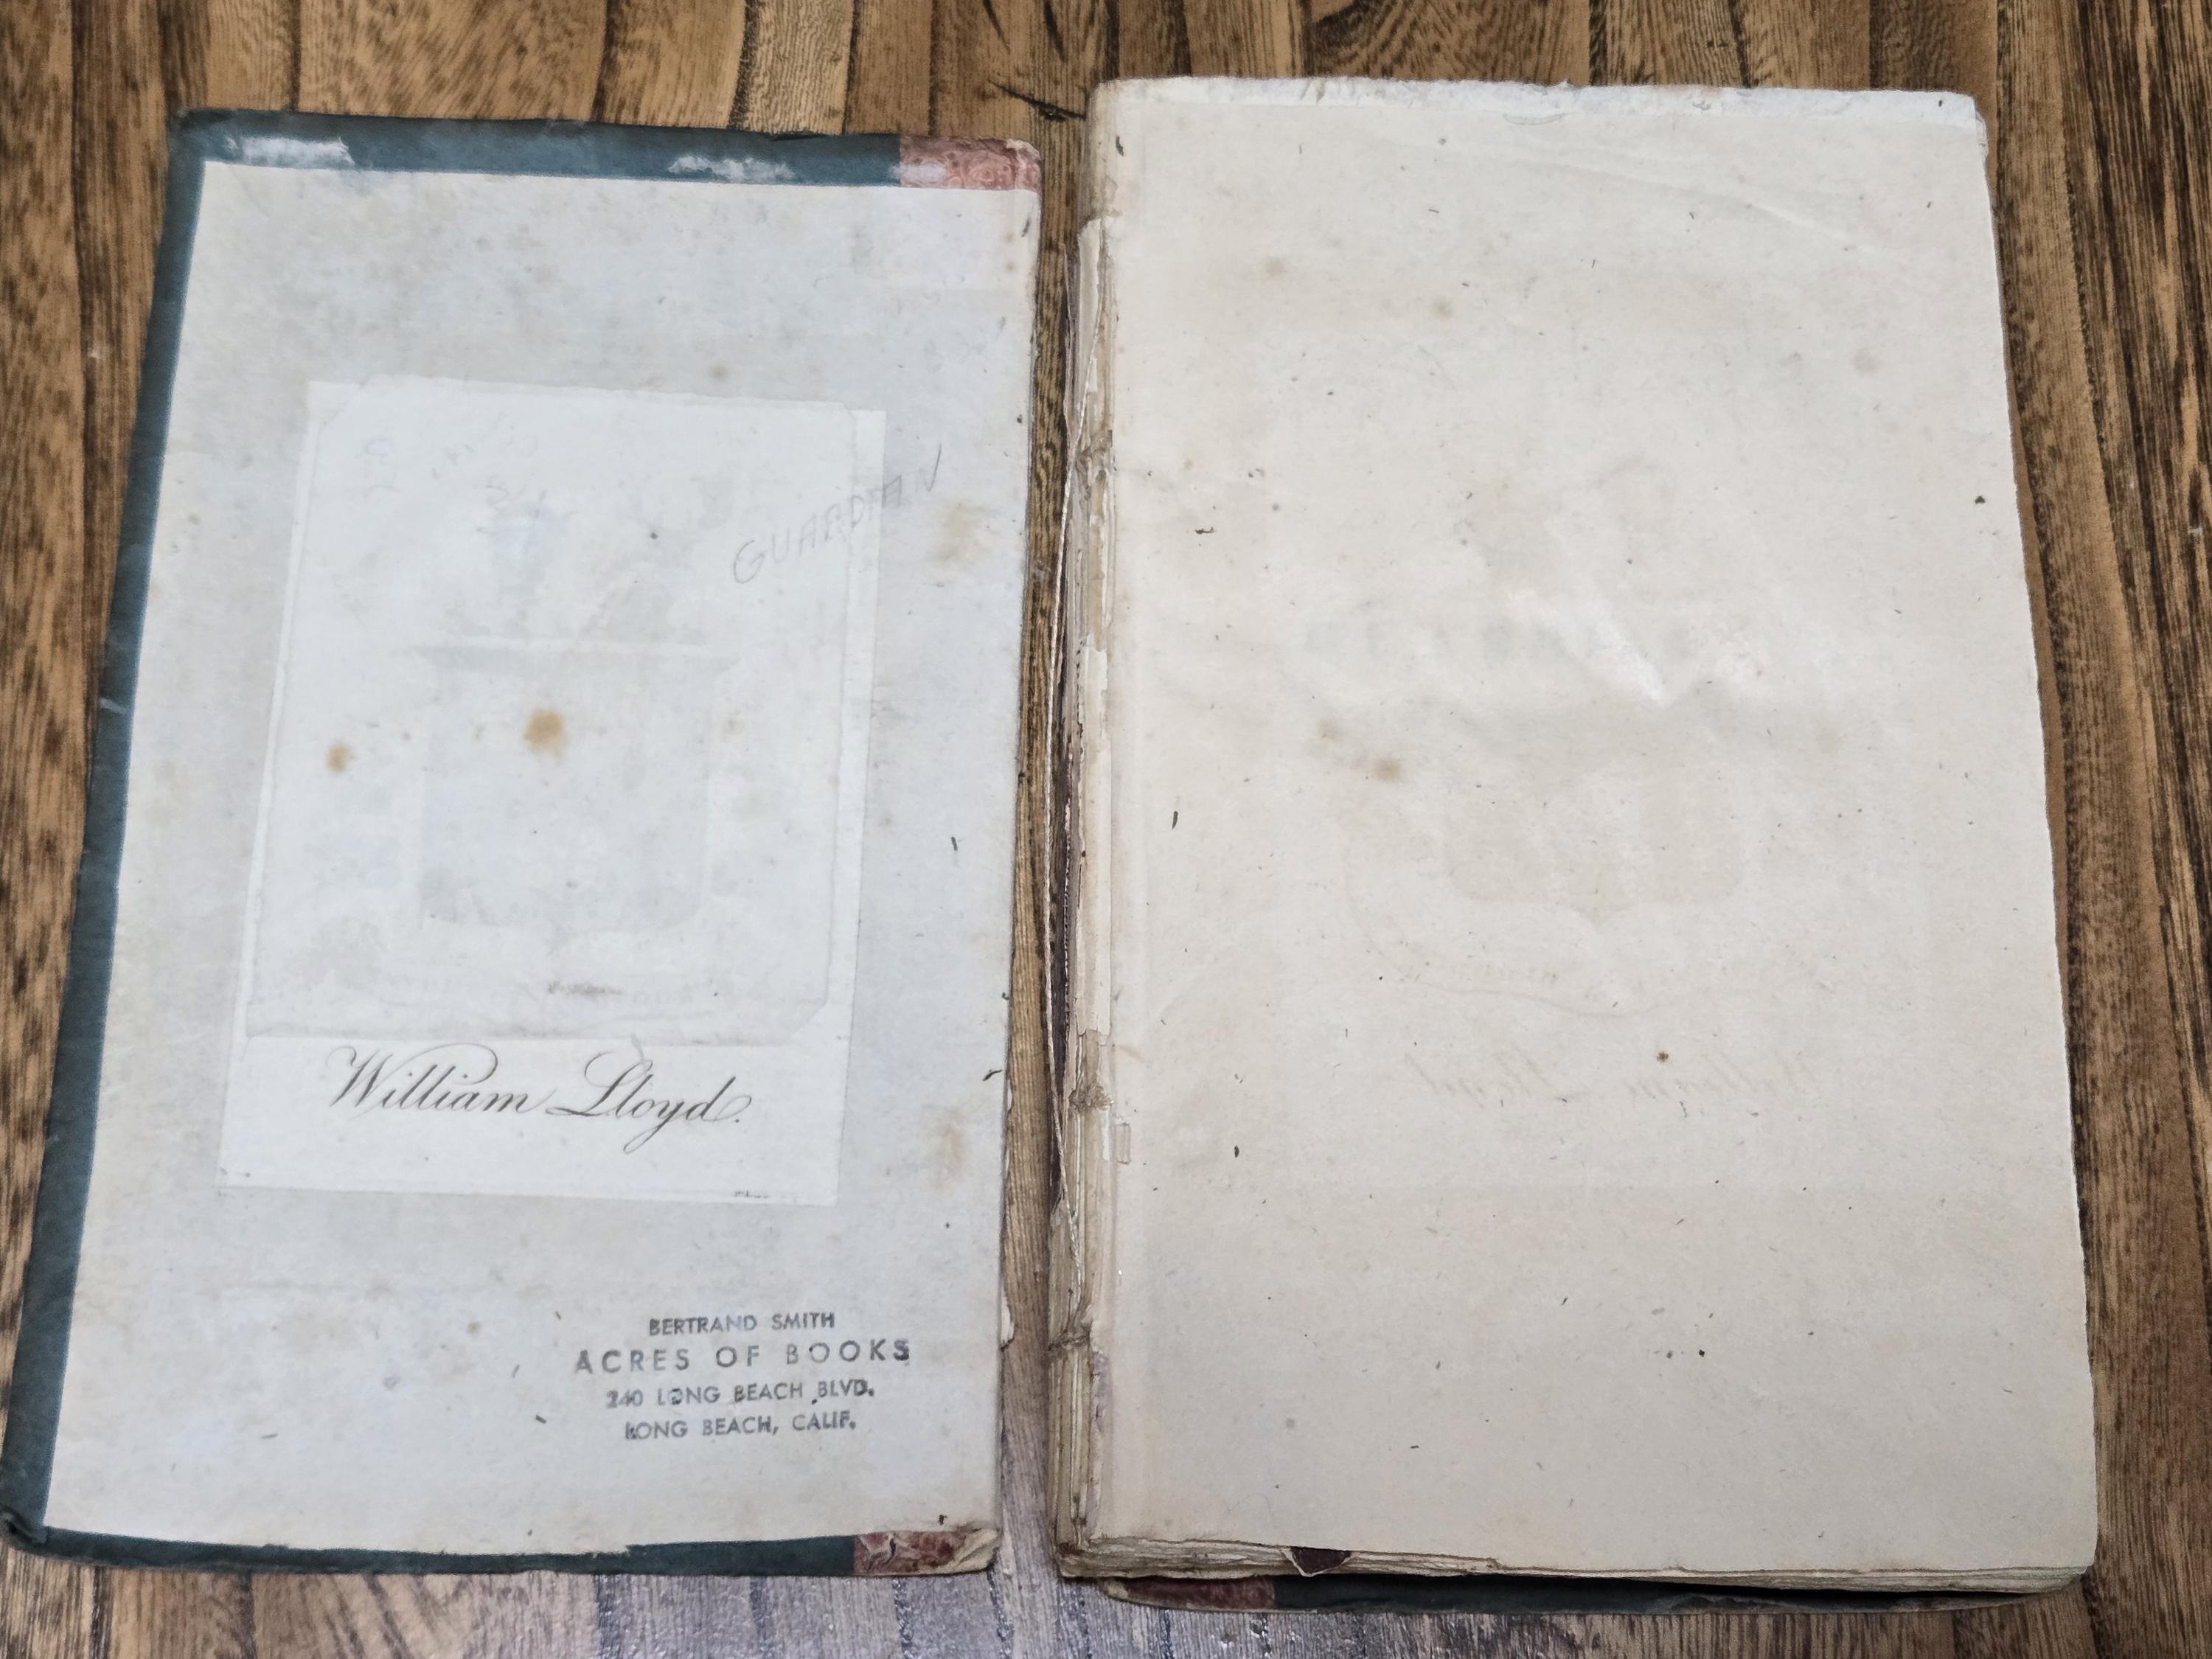 GUARDIAN
William Lloyd.
BERTRAND SMITH
ACRES OF BOOKS
240 LONG BEACH BLVD.
LONG BEACH, CALIF.